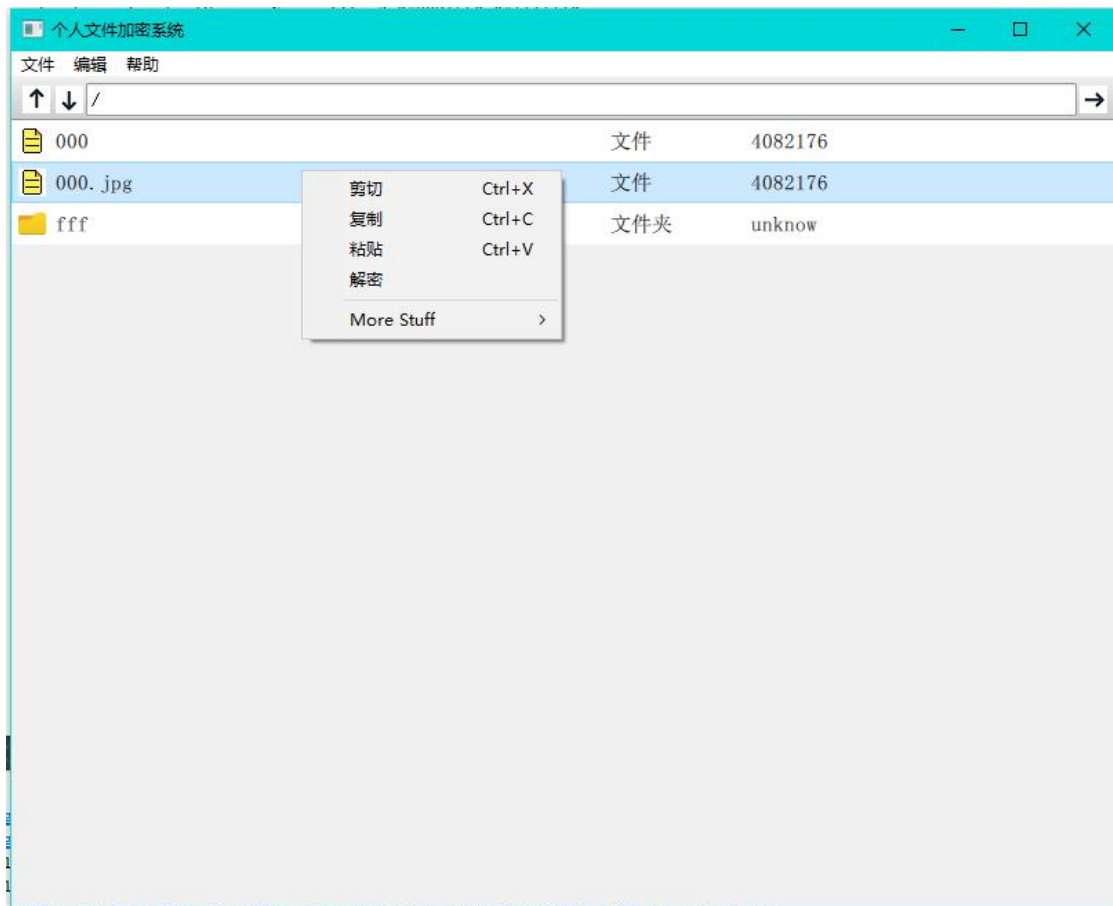 个人文件加密系统
文件 编辑 帮助
/
000 文件 4082176
000.jpg 文件 4082176
fff 文件夹 unknow
剪切 Ctrl+X
复制 Ctrl+C
粘贴 Ctrl+V
解密
More Stuff